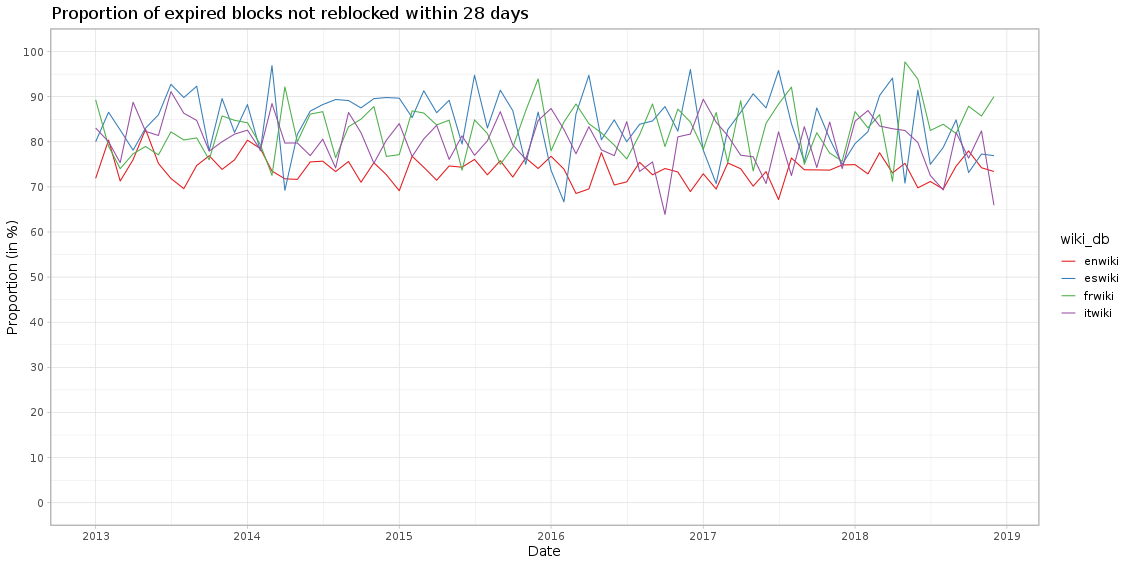 Proportion of expired blocks not reblocked within 28 days
100
90
80
70
60
50
40
30
20
10
0
Proportion (in %)
2013 2014 2015 2016 2017 2018 2019
Date
wiki_db
enwiki
eswiki
frwiki
itwiki